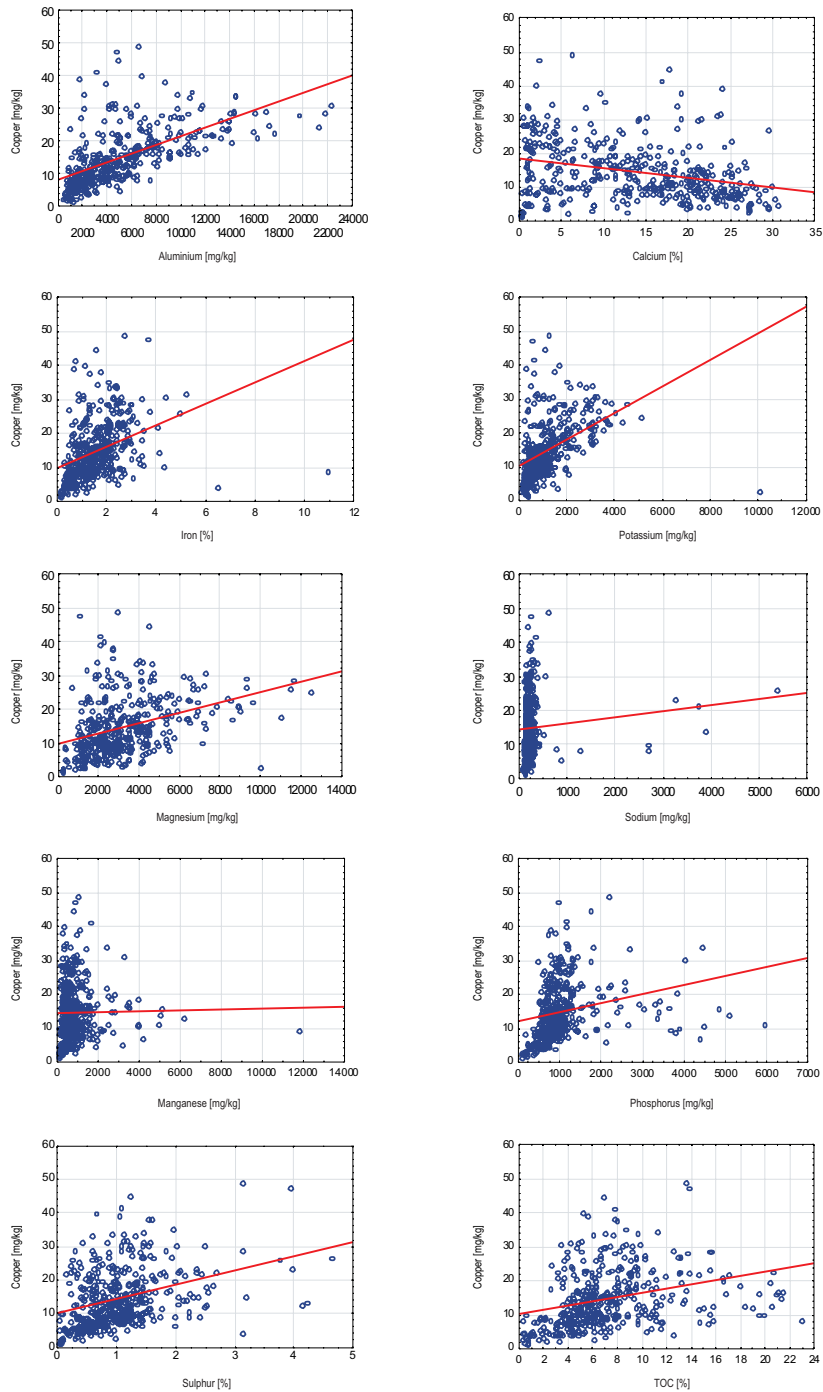 60
50
40
30
20
10
0
Copper [mg/kg]
0 4000 8000 12000 16000 20000 24000
2000 6000 10000 14000 18000 22000
Aluminium [mg/kg]
60
50
40
30
20
10
0
Copper [mg/kg]
0 5 10 15 20 25 30 35
Calcium [%]
60
50
40
30
20
10
0
Copper [mg/kg]
0 2 4 6 8 10 12
Iron [%]
60
50
40
30
20
10
0
Copper [mg/kg]
0 2000 4000 6000 8000 10000 12000
Potassium [mg/kg]
60
50
40
30
20
10
0
Copper [mg/kg]
0 2000 4000 6000 8000 10000 12000 14000
Magnesium [mg/kg]
60
50
40
30
20
10
0
Copper [mg/kg]
0 1000 2000 3000 4000 5000 6000
Sodium [mg/kg]
60
50
40
30
20
10
0
Copper [mg/kg]
0 2000 4000 6000 8000 10000 12000 14000
Manganese [mg/kg]
60
50
40
30
20
10
0
Copper [mg/kg]
0 1000 2000 3000 4000 5000 6000 7000
Phosphorus [mg/kg]
60
50
40
30
20
10
0
Copper [mg/kg]
0 1 2 3 4 5
Sulphur [%]
60
50
40
30
20
10
0
Copper [mg/kg]
0 2 4 6 8 10 12 14 16 18 20 22 24
TOC [%]